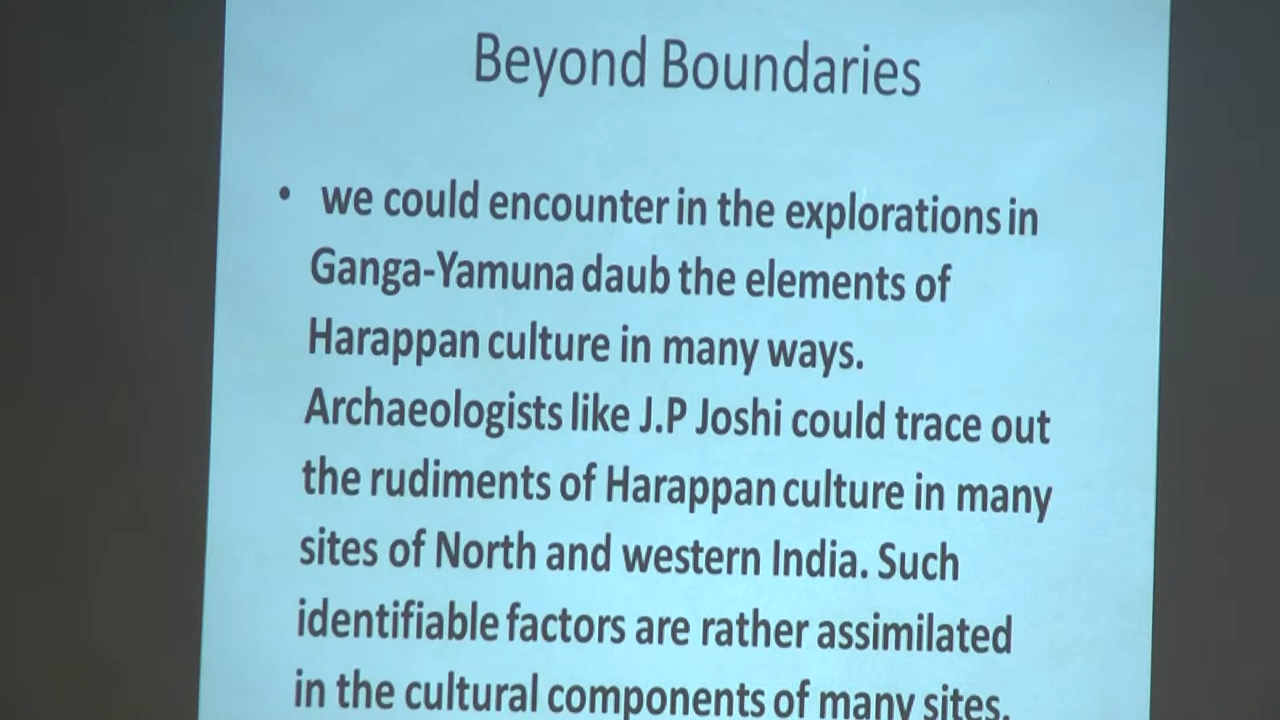 Beyond Boundaries
• we could encounter in the explorations in
Ganga-Yamuna daub the elements of
Harappan culture in many ways.
Archaeologists like J.P Joshi could trace out
the rudiments of Harappan culture in many
sites of North and western India. Such
identifiable factors are rather assimilated
in the cultural components of many sites.